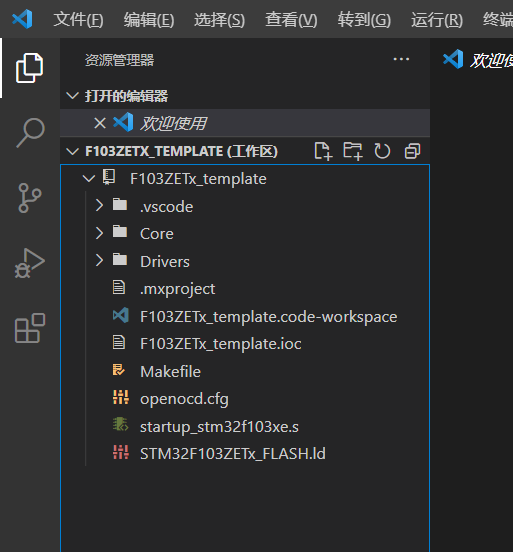 文件(F) 编辑(E) 选择(S) 查看(V) 转到(G) 运行(R) 终端
资源管理器 ···
打开的编辑器
欢迎使用
欢迎使
F103ZETX_TEMPLATE (工作区)
F103ZETx_template
.vscode
Core
Drivers
.mxproject
F103ZETx_template.code-workspace
F103ZETx_template.ioc
Makefile
openocd.cfg
startup_stm32f103xe.s
STM32F103ZETx_FLASH.ld